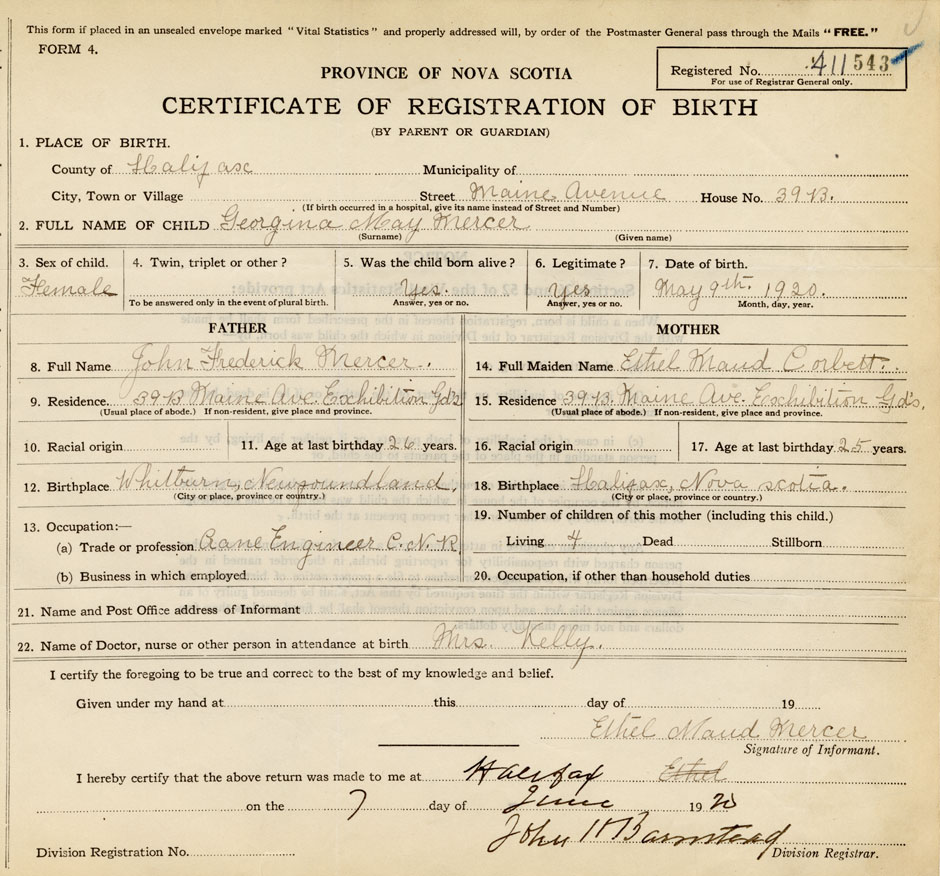 This form if placed in an unsealed envelope marked "Vital Statistics" and properly addressed will, by order of the Postmaster General pass through the Mails "FREE."
FORM 4.
PROVINCE OF NOVA SCOTIA
Registered No. 411543
For use of Registrar General only.
CERTIFICATE OF REGISTRATION OF BIRTH
(BY PARENT OR GUARDIAN)
1. PLACE OF BIRTH.
County of Halifax Municipality of
City, Town or Village Street Maine Avenue House No. 39B.
(If birth occurred in a hospital, give its name instead of Street and Number)
2. FULL NAME OF CHILD Georgina May Mercer
(Surname) (Given name)
3. Sex of child. 4. Twin, triplet or other? 5. Was the child born alive? 6. Legitimate? 7. Date of birth.
Female Yes. Yes May 9th. 1920.
To be answered only in the event of plural birth. Answer, yes or no. Answer, yes or no. Month, day, year.
FATHER MOTHER
8. Full Name John Frederick Mercer. 14. Full Maiden Name Ethel Maud Corbett.
9. Residence 39B Maine Ave. Exhibition Gds 15. Residence 39B. Maine Ave. Exhibition Gds,
(Usual place of abode.) If non-resident, give place and province. (Usual place of abode.) If non-resident, give place and province.
10. Racial origin 11. Age at last birthday 26 years. 16. Racial origin 17. Age at last birthday 25 years.
12. Birthplace Whitburn, Newfoundland, 18. Birthplace Halifax, Nova scotia.
(City or place, province or country.) (City or place, province or country.)
19. Number of children of this mother (including this child.)
13. Occupation:—
(a) Trade or profession Crane Engineer C. N. R Living 4 Dead Stillborn
(b) Business in which employed 20. Occupation, if other than household duties
21. Name and Post Office address of Informant
22. Name of Doctor, nurse or other person in attendance at birth Mrs. Kelly.
I certify the foregoing to be true and correct to the best of my knowledge and belief.
Given under my hand at this day of 19
Ethel Maud Mercer
Signature of Informant.
I hereby certify that the above return was made to me at Halifax Ethel
on the 7 day of June 1920
John H Barnstead
Division Registration No. Division Registrar.